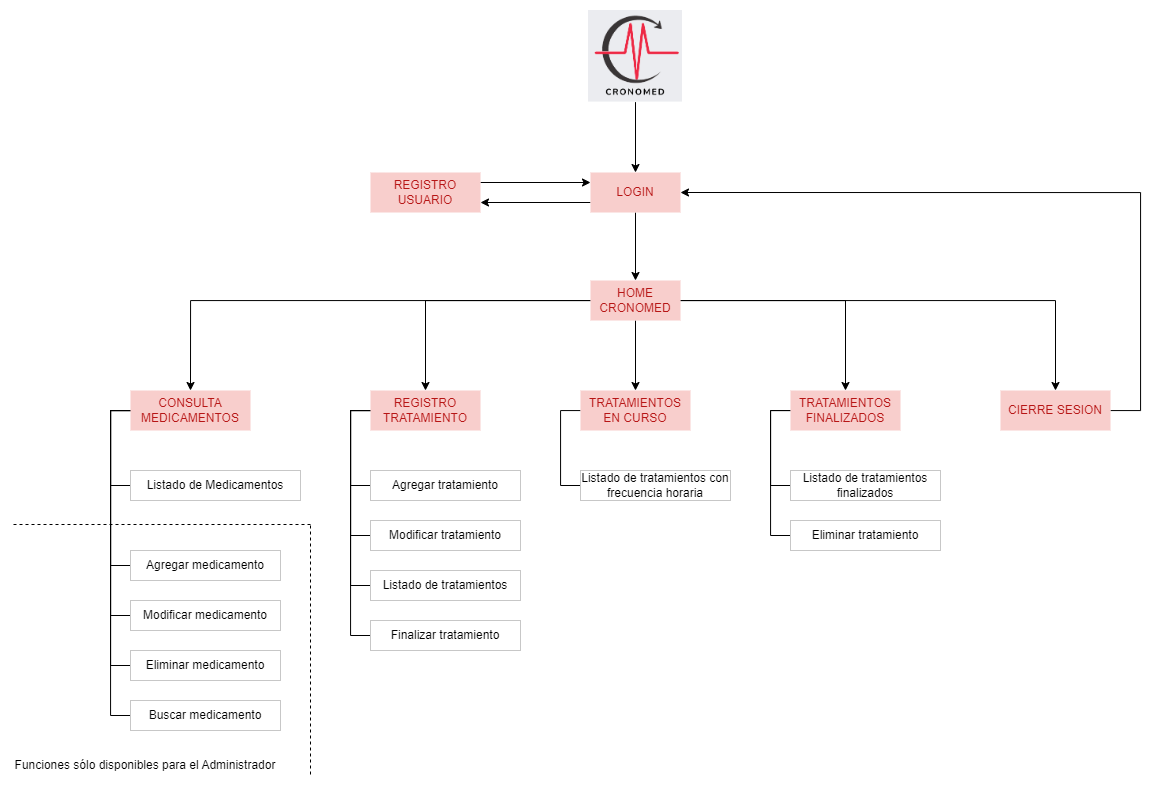 CRONOMED
REGISTRO
USUARIO
LOGIN
HOME
CRONOMED
CONSULTA
MEDICAMENTOS
REGISTRO
TRATAMIENTO
TRATAMIENTOS
EN CURSO
TRATAMIENTOS
FINALIZADOS
CIERRE SESION
Listado de Medicamentos
Agregar medicamento
Modificar medicamento
Eliminar medicamento
Buscar medicamento
Funciones sólo disponibles para el Administrador
Agregar tratamiento
Modificar tratamiento
Listado de tratamientos
Finalizar tratamiento
Listado de tratamientos con
frecuencia horaria
Listado de tratamientos
finalizados
Eliminar tratamiento